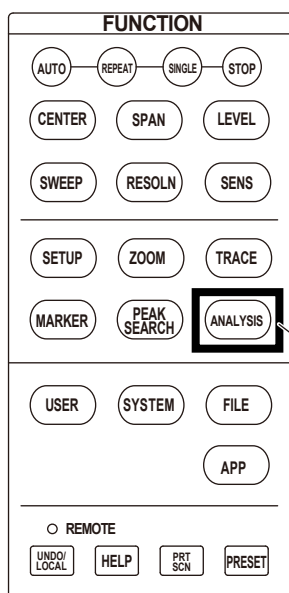 FUNCTION
AUTO REPEAT SINGLE STOP
CENTER SPAN LEVEL
SWEEP RESOLN SENS
SETUP ZOOM TRACE
MARKER PEAK SEARCH ANALYSIS
USER SYSTEM FILE
APP
REMOTE
UNDO/ LOCAL HELP PRT SCN PRESET